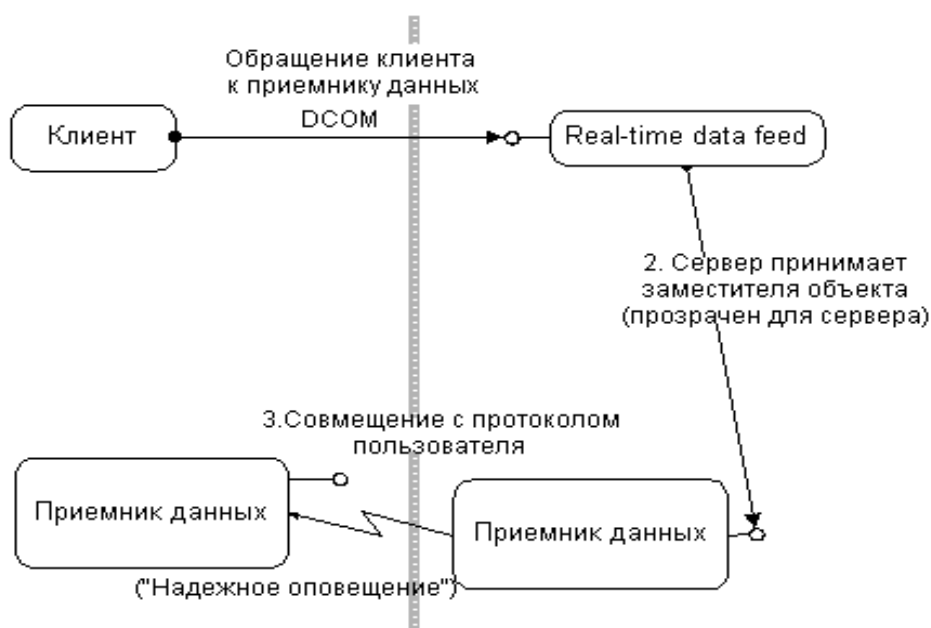 Обращение клиента
к приемнику данных
DCOM
Клиент
Real-time data feed
2. Сервер принимает
заместителя объекта
(прозрачен для сервера)
3.Совмещение с протоколом
пользователя
Приемник данных
Приемник данных
("Надежное оповещение")